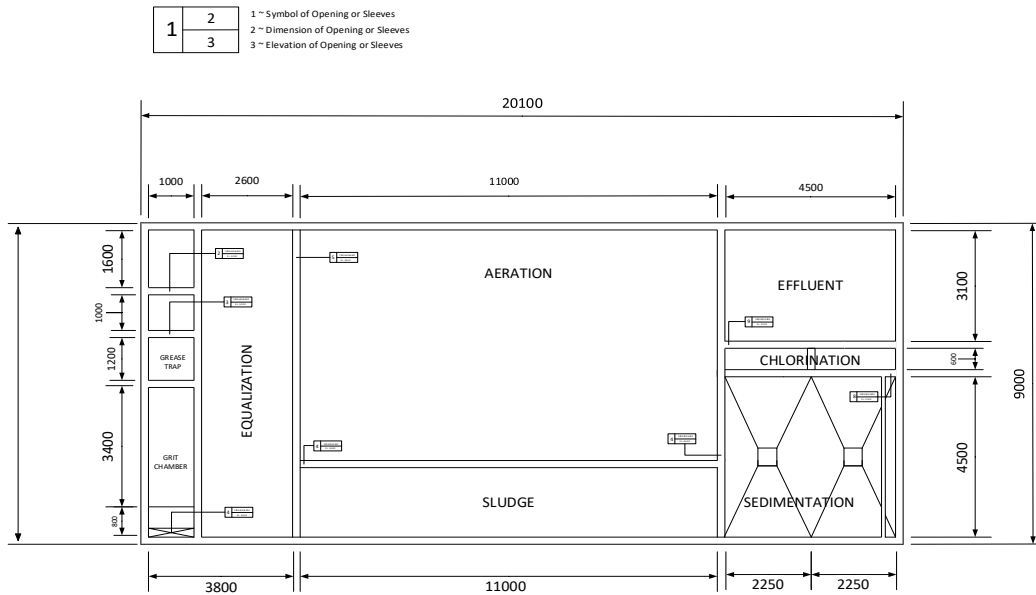 1
2
3
1 ~ Symbol of Opening or Sleeves
2 ~ Dimension of Opening or Sleeves
3 ~ Elevation of Opening or Sleeves
20100
1000
2600
11000
4500
1600
1000
1200
3400
800
GREASE
TRAP
GRIT
CHAMBER
EQUALIZATION
AERATION
SLUDGE
EFFLUENT
CHLORINATION
SEDIMENTATION
3100
600
4500
9000
3800
11000
2250
2250